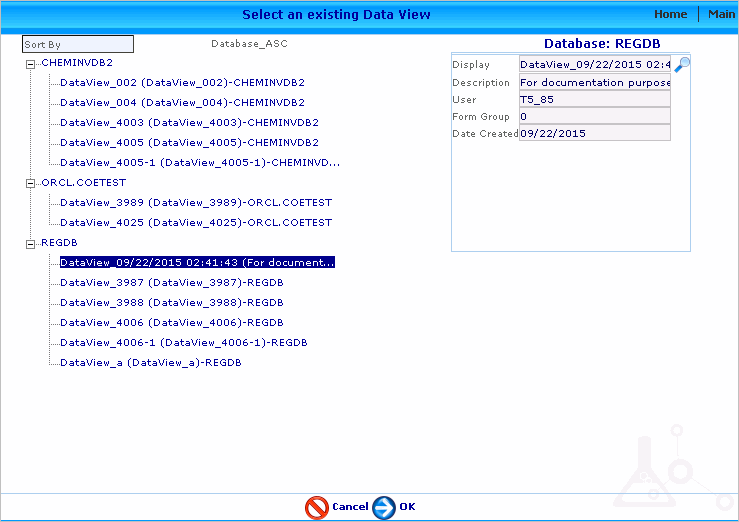 Select an existing Data View
Home | Main
Sort By
Database_ASC
CHEMINVDB2
DataView_002 (DataView_002)-CHEMINVDB2
DataView_004 (DataView_004)-CHEMINVDB2
DataView_4003 (DataView_4003)-CHEMINVDB2
DataView_4005 (DataView_4005)-CHEMINVDB2
DataView_4005-1 (DataView_4005-1)-CHEMINVD...
ORCL.COETEST
DataView_3989 (DataView_3989)-ORCL.COETEST
DataView_4025 (DataView_4025)-ORCL.COETEST
REGDB
DataView_09/22/2015 02:41:43 (For document...
DataView_3987 (DataView_3987)-REGDB
DataView_3988 (DataView_3988)-REGDB
DataView_4006 (DataView_4006)-REGDB
DataView_4006-1 (DataView_4006-1)-REGDB
DataView_a (DataView_a)-REGDB
Database: REGDB
Display DataView_09/22/2015 02:4
Description For documentation purpose
User T5_85
Form Group 0
Date Created 09/22/2015
Cancel OK